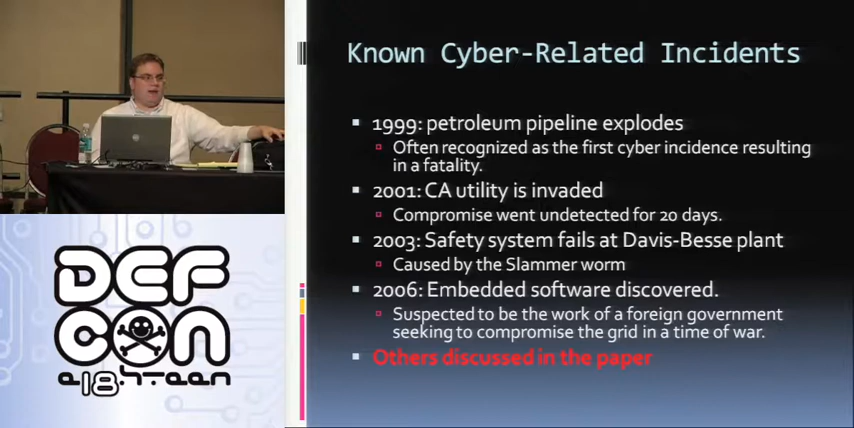 Known Cyber-Related Incidents
1999: petroleum pipeline explodes
Often recognized as the first cyber incidence resulting
in a fatality.
2001: CA utility is invaded
Compromise went undetected for 20 days.
2003: Safety system fails at Davis-Besse plant
Caused by the Slammer worm
2006: Embedded software discovered.
Suspected to be the work of a foreign government
seeking to compromise the grid in a time of war.
Others discussed in the paper
DEF
CON
e18hteen